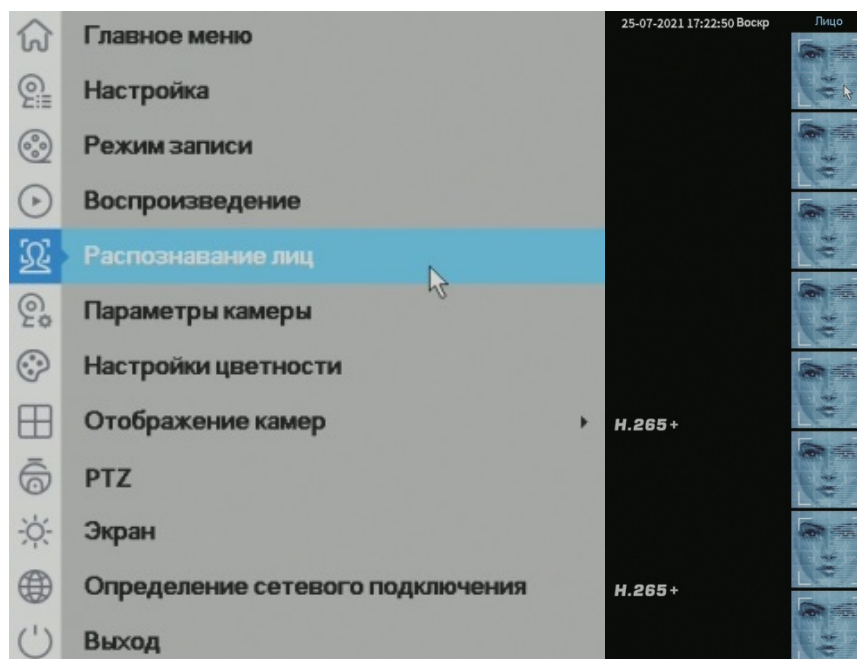 Главное меню
Настройка
Режим записи
Воспроизведение
Распознавание лиц
Параметры камеры
Настройки цветности
Отображение камер
PTZ
Экран
Определение сетевого подключения
Выход
25-07-2021 17:22:50 Воскр
Лицо
H.265+
H.265+